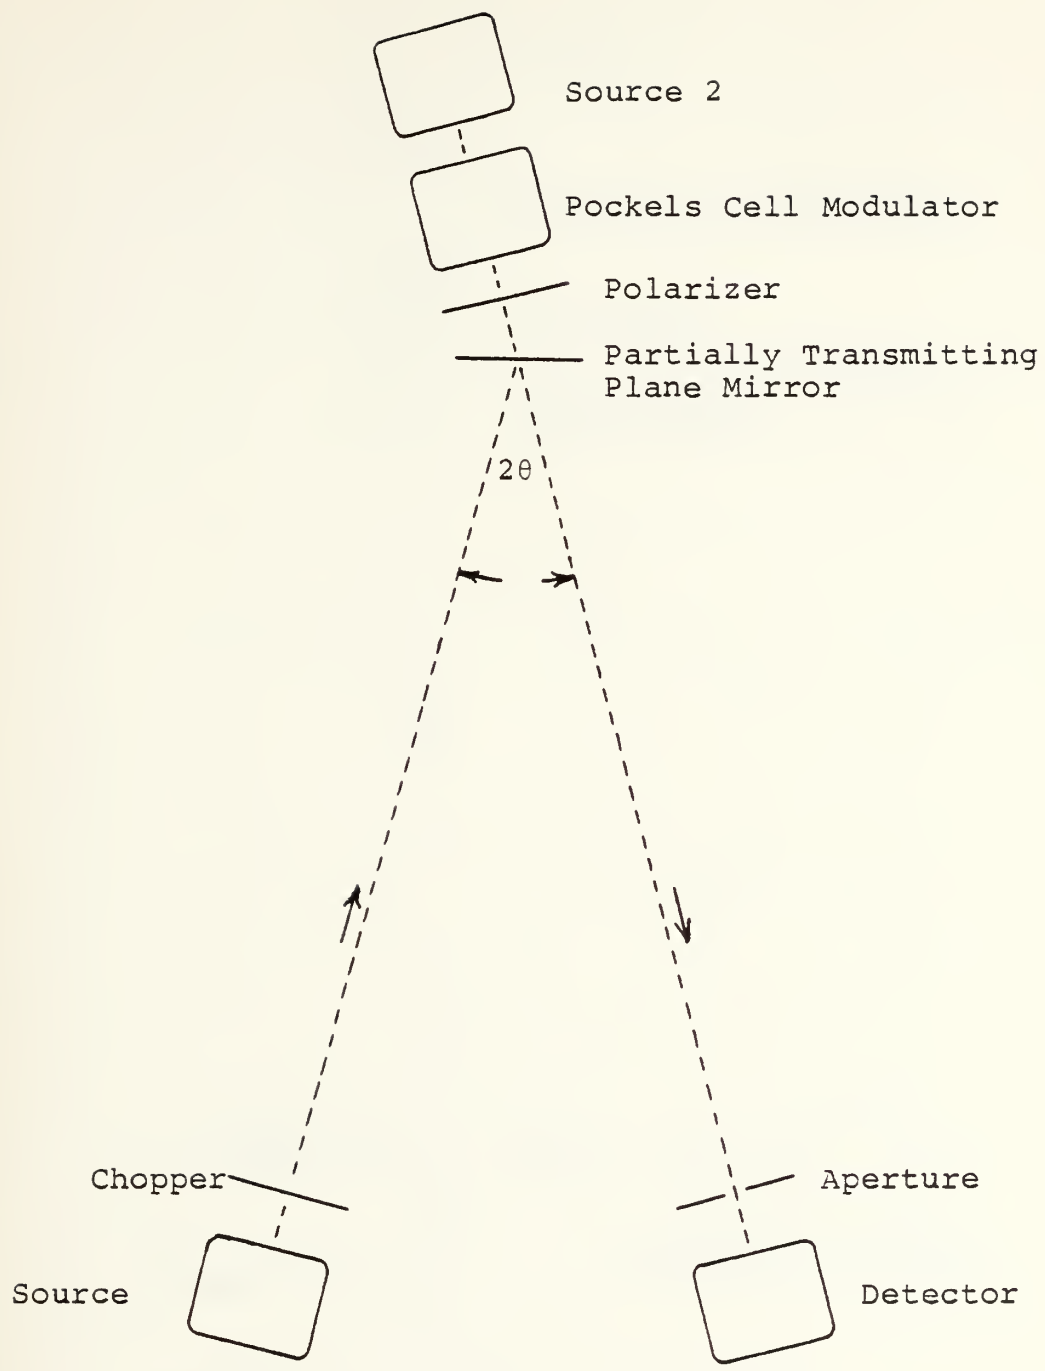 Source 2
Pockels Cell Modulator
Polarizer
Partially Transmitting
Plane Mirror
2θ
Chopper
Aperture
Source
Detector